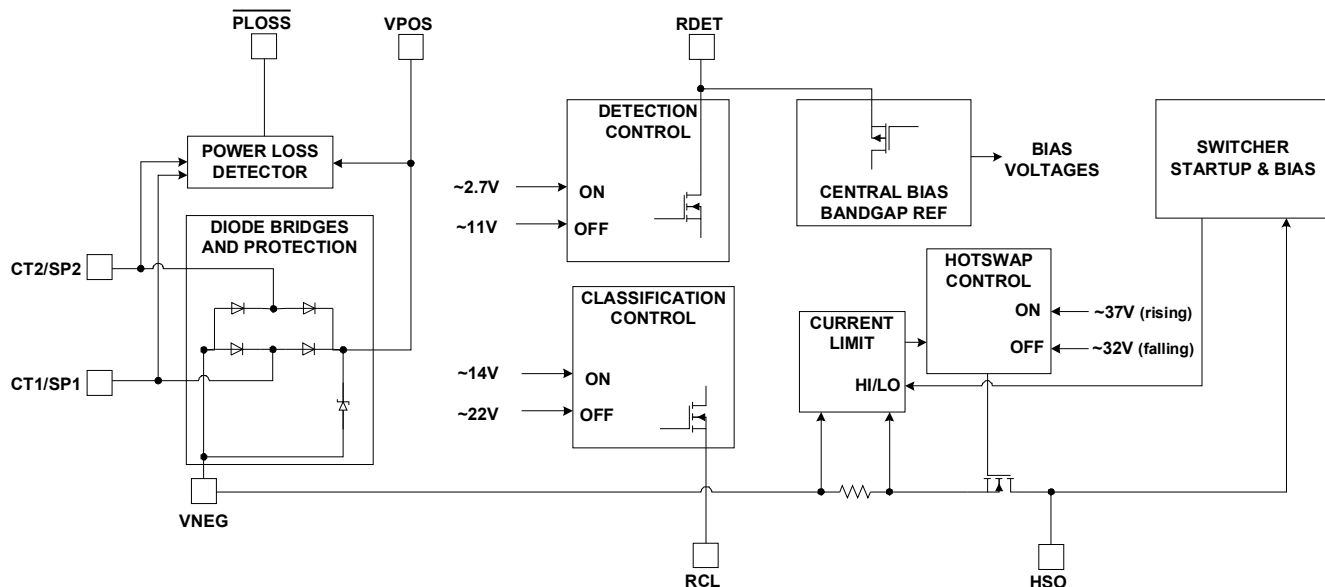 PLOSS
VPOS
RDET
POWER LOSS
DETECTOR
DETECTION
CONTROL
~2.7V
ON
~11V
OFF
CENTRAL BIAS
BANDGAP REF
BIAS
VOLTAGES
SWITCHER
STARTUP & BIAS
DIODE BRIDGES
AND PROTECTION
CT2/SP2
CT1/SP1
CLASSIFICATION
CONTROL
~14V
ON
~22V
OFF
CURRENT
LIMIT
HI/LO
HOTSWAP
CONTROL
ON
~37V (rising)
OFF
~32V (falling)
VNEG
RCL
HSO